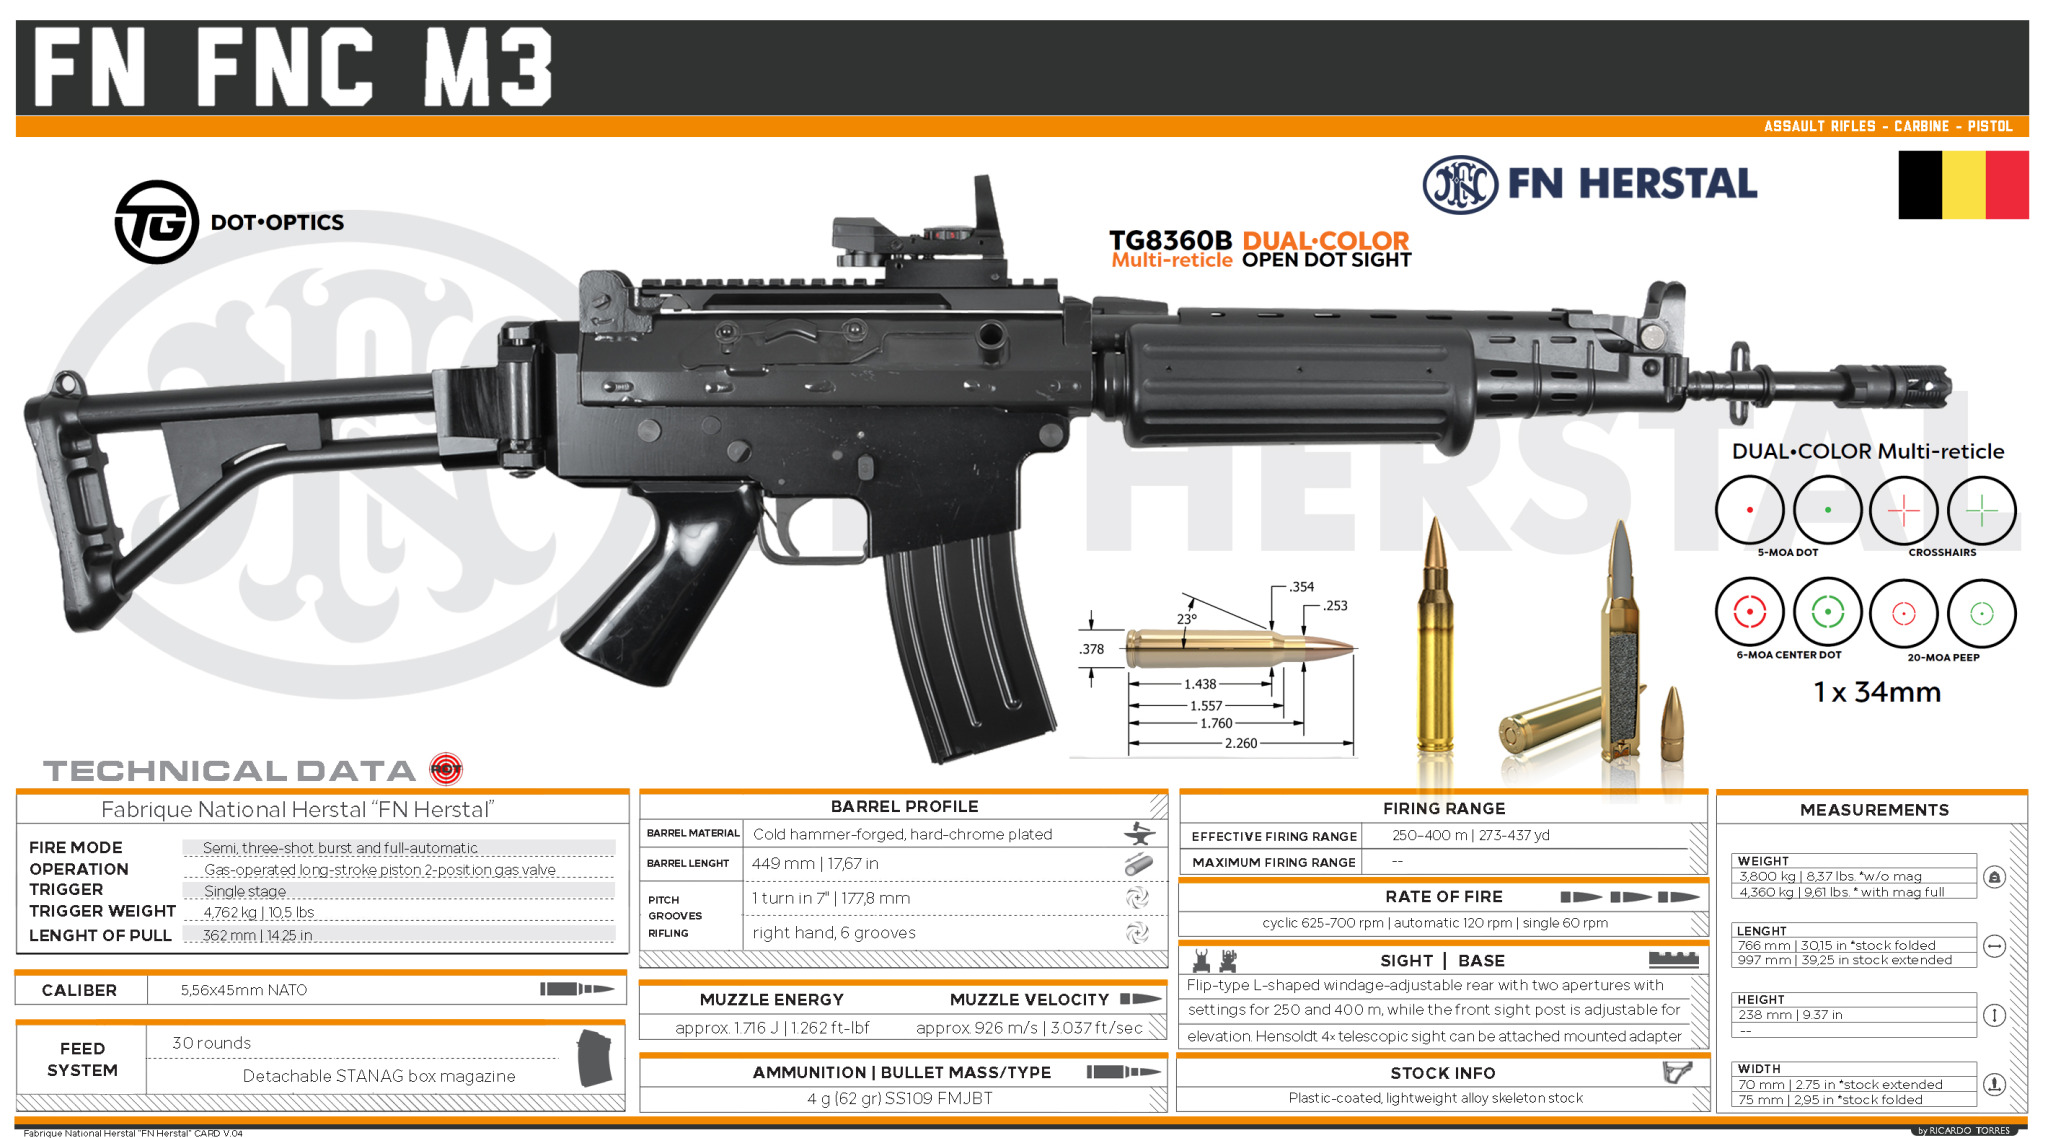 FN FNC M3
ASSAULT RIFLES - CARBINE - PISTOL
TG DOT•OPTICS
FN HERSTAL
TG8360B DUAL•COLOR
Multi-reticle OPEN DOT SIGHT
FN HERSTAL
DUAL•COLOR Multi-reticle
5-MOA DOT
CROSSHAIRS
6-MOA CENTER DOT
20-MOA PEEP
1 x 34mm
.354
.253
23°
.378
1.438
1.557
1.760
2.260
TECHNICAL DATA
Fabrique National Herstal “FN Herstal”
FIRE MODE Semi, three-shot burst and full-automatic
OPERATION Gas-operated long-stroke piston 2-position gas valve
TRIGGER Single stage
TRIGGER WEIGHT 4,762 kg | 10,5 lbs
LENGHT OF PULL 362 mm | 14.25 in
CALIBER 5,56x45mm NATO
FEED SYSTEM
30 rounds
Detachable STANAG box magazine
BARREL PROFILE
BARREL MATERIAL Cold hammer-forged, hard-chrome plated
BARREL LENGHT 449 mm | 17,67 in
PITCH 1 turn in 7" | 177,8 mm
GROOVES
RIFLING right hand, 6 grooves
MUZZLE ENERGY MUZZLE VELOCITY
approx. 1.716 J | 1.262 ft-lbf approx. 926 m/s | 3.037 ft/sec
AMMUNITION | BULLET MASS/TYPE
4 g (62 gr) SS109 FMJBT
FIRING RANGE
EFFECTIVE FIRING RANGE 250-400 m | 273-437 yd
MAXIMUM FIRING RANGE --
RATE OF FIRE
cyclic 625-700 rpm | automatic 120 rpm | single 60 rpm
SIGHT | BASE
Flip-type L-shaped windage-adjustable rear with two apertures with
settings for 250 and 400 m, while the front sight post is adjustable for
elevation. Hensoldt 4x telescopic sight can be attached mounted adapter
STOCK INFO
Plastic-coated, lightweight alloy skeleton stock
MEASUREMENTS
WEIGHT
3,800 kg | 8,37 lbs. *w/o mag
4,360 kg | 9,61 lbs. * with mag full
LENGHT
766 mm | 30,15 in *stock folded
997 mm | 39,25 in stock extended
HEIGHT
238 mm | 9.37 in
--
WIDTH
70 mm | 2.75 in *stock extended
75 mm | 2,95 in *stock folded
Fabrique National Herstal "FN Herstal" CARD V.04
by RICARDO TORRES